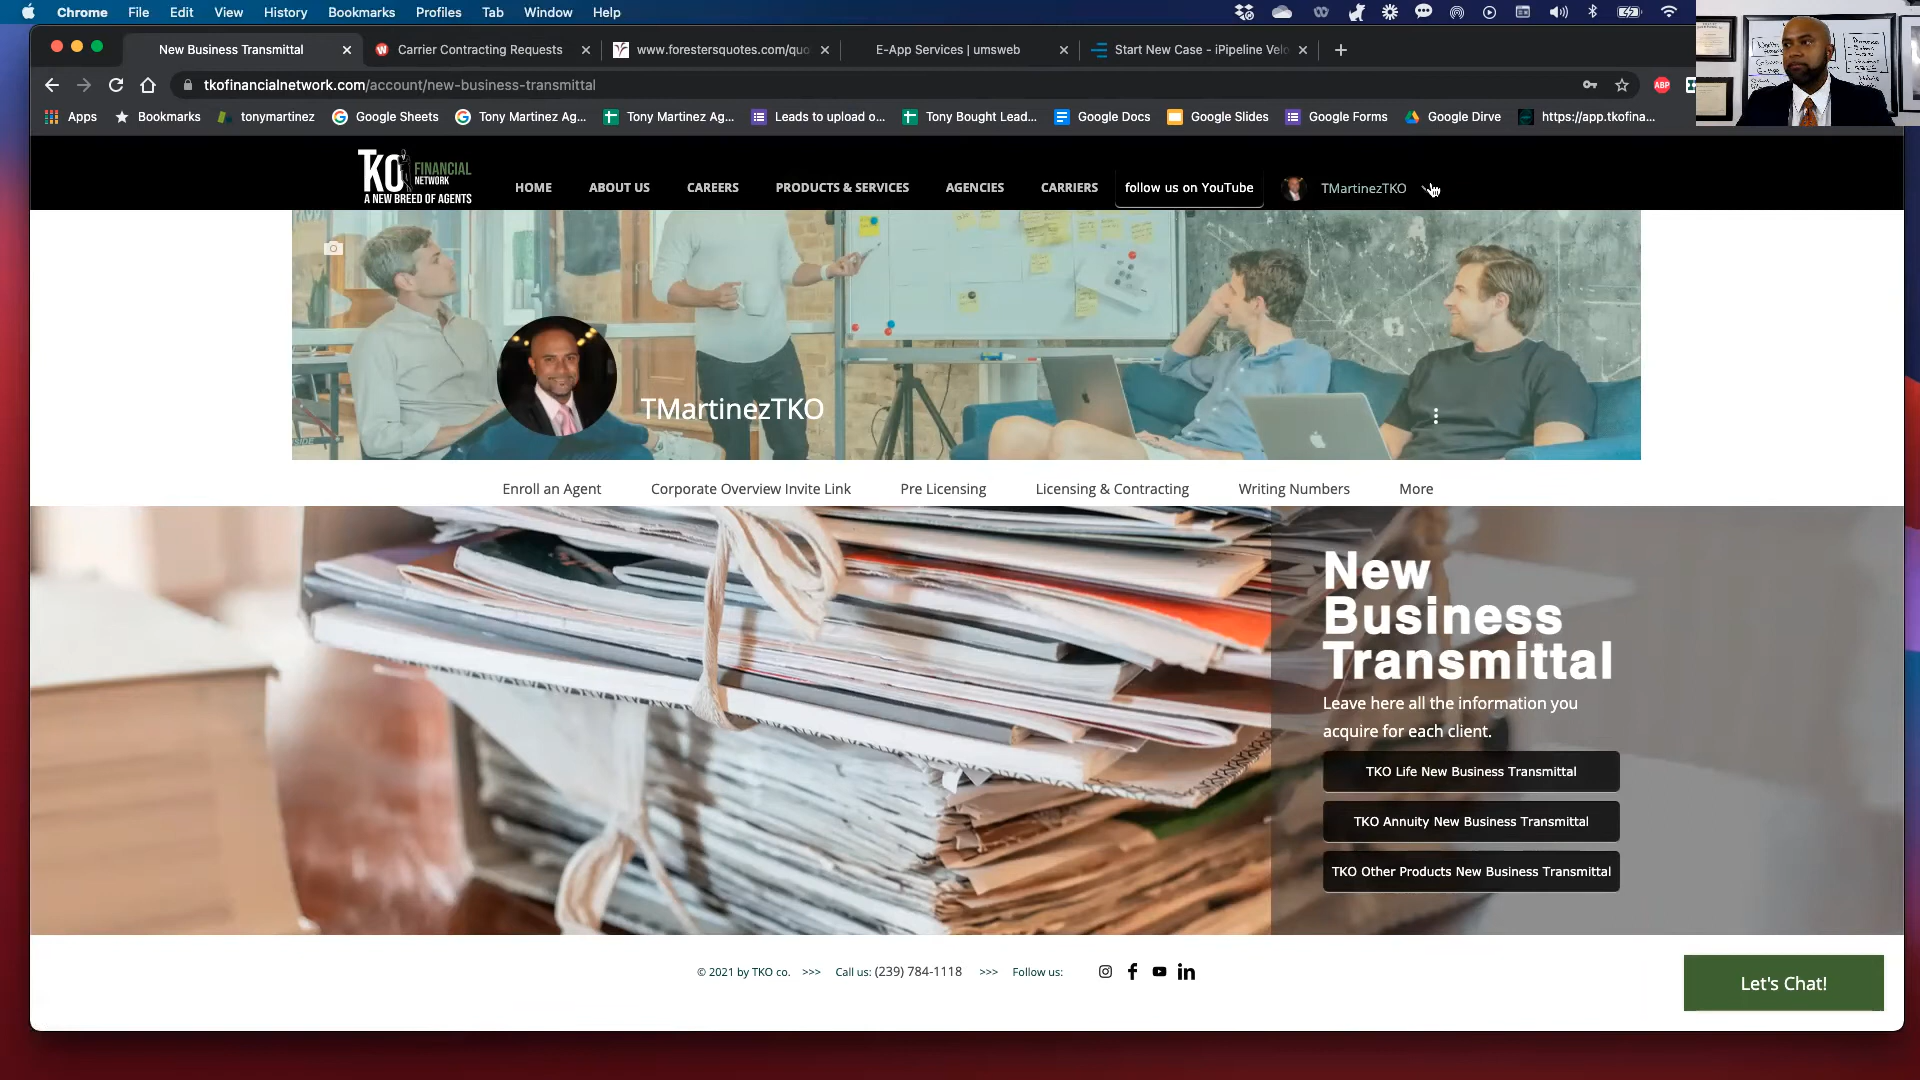 Chrome File Edit View History Bookmarks Profiles Tab Window Help
New Business Transmittal Carrier Contracting Requests www.forestersquotes.com/quo E-App Services | umsweb Start New Case - iPipeline Velo
tkofinancialnetwork.com/account/new-business-transmittal
Apps Bookmarks tonymartinez Google Sheets Tony Martinez Ag... Tony Martinez Ag... Leads to upload o... Tony Bought Lead... Google Docs Google Slides Google Forms Google Dirve https://app.tkofina...
TKO FINANCIAL NETWORK
A NEW BREED OF AGENTS
HOME ABOUT US CAREERS PRODUCTS & SERVICES AGENCIES CARRIERS follow us on YouTube TMartinezTKO
TMartinezTKO
Enroll an Agent Corporate Overview Invite Link Pre Licensing Licensing & Contracting Writing Numbers More
New
Business
Transmittal
Leave here all the information you
acquire for each client.
TKO Life New Business Transmittal
TKO Annuity New Business Transmittal
TKO Other Products New Business Transmittal
© 2021 by TKO co. >>> Call us: (239) 784-1118 >>> Follow us:
Let's Chat!